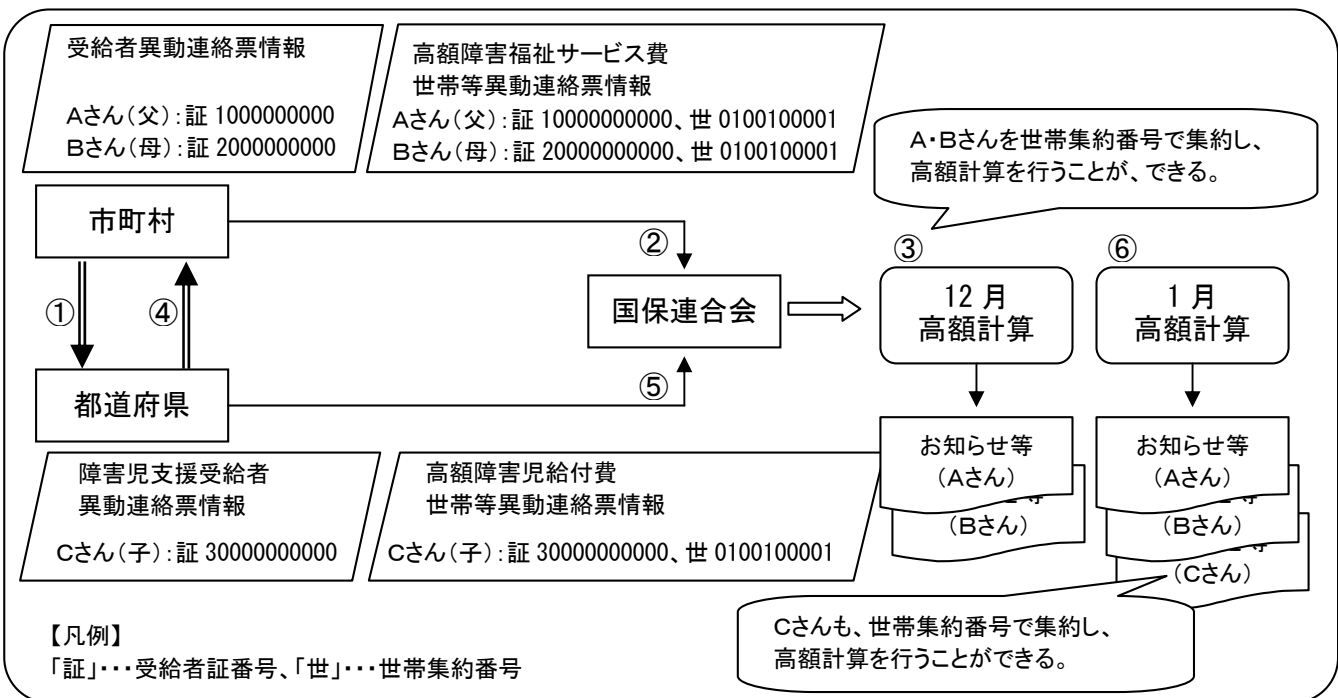 受給者異動連絡票情報
Aさん(父):証 1000000000
Bさん(母):証 2000000000
高額障害福祉サービス費
世帯等異動連絡票情報
Aさん(父):証 10000000000、世 0100100001
Bさん(母):証 20000000000、世 0100100001
A・Bさんを世帯集約番号で集約し、
高額計算を行うことが、できる。
市町村
①
④
②
国保連合会
③
12 月
高額計算
⑥
1 月
高額計算
都道府県
⑤
お知らせ等
(Aさん)
(Bさん)
お知らせ等
(Aさん)
等
(Bさん)
(Cさん)
障害児支援受給者
異動連絡票情報
Cさん(子):証 30000000000
高額障害児給付費
世帯等異動連絡票情報
Cさん(子):証 30000000000、世 0100100001
Cさんも、世帯集約番号で集約し、
高額計算を行うことができる。
【凡例】
「証」・・・受給者証番号、「世」・・・世帯集約番号